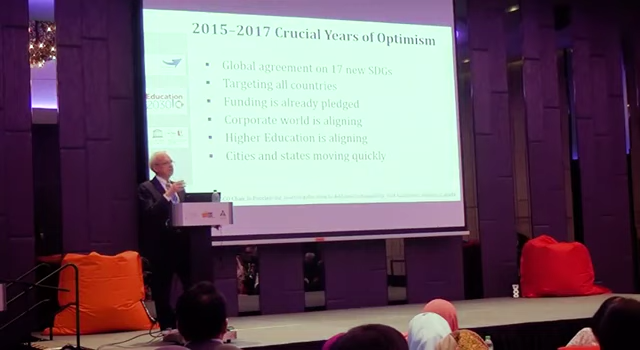 2015–2017 Crucial Years of Optimism
Global agreement on 17 new SDGs
Targeting all countries
Funding is already pledged
Corporate world is aligning
Higher Education is aligning
Cities and states moving quickly
Education
2030